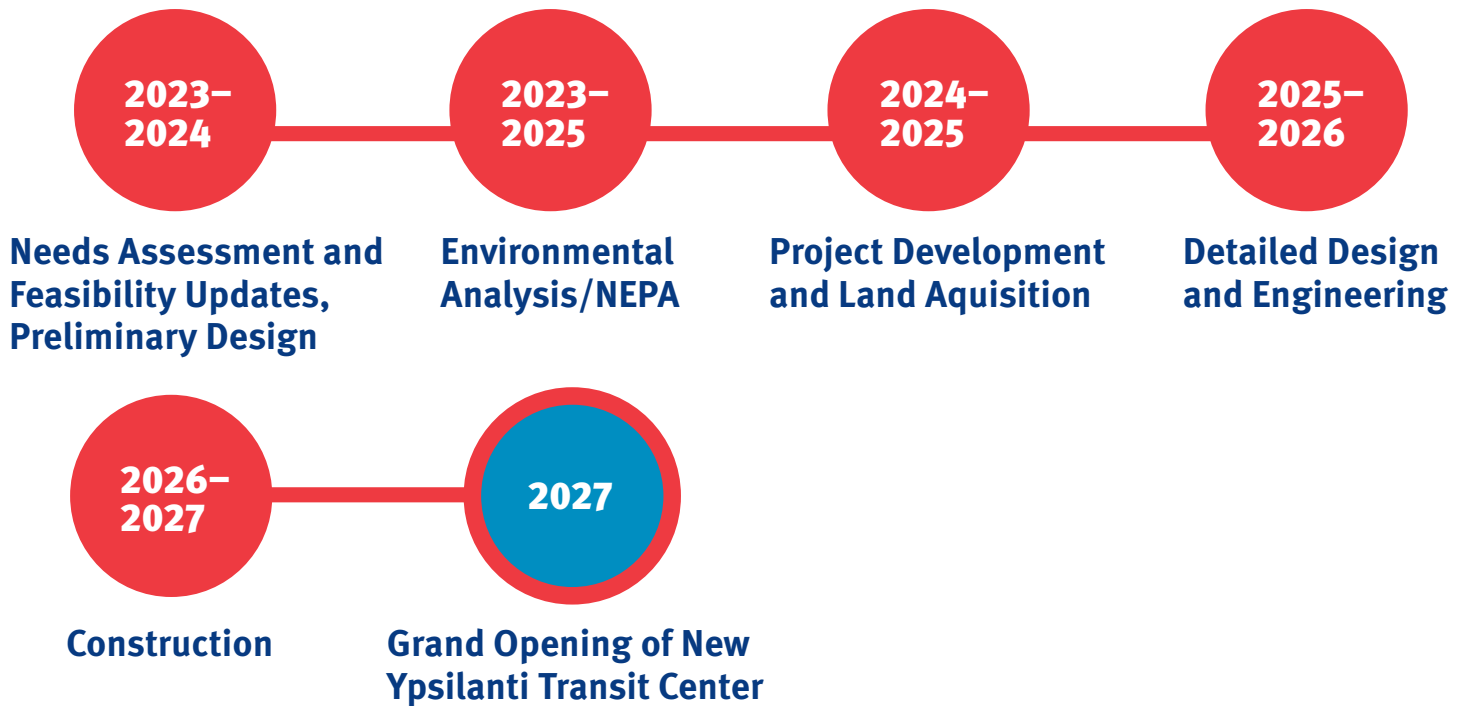 2023–
2024
Needs Assessment and
Feasibility Updates,
Preliminary Design
2023–
2025
Environmental
Analysis/NEPA
2024–
2025
Project Development
and Land Aquisition
2025–
2026
Detailed Design
and Engineering
2026–
2027
Construction
2027
Grand Opening of New
Ypsilanti Transit Center